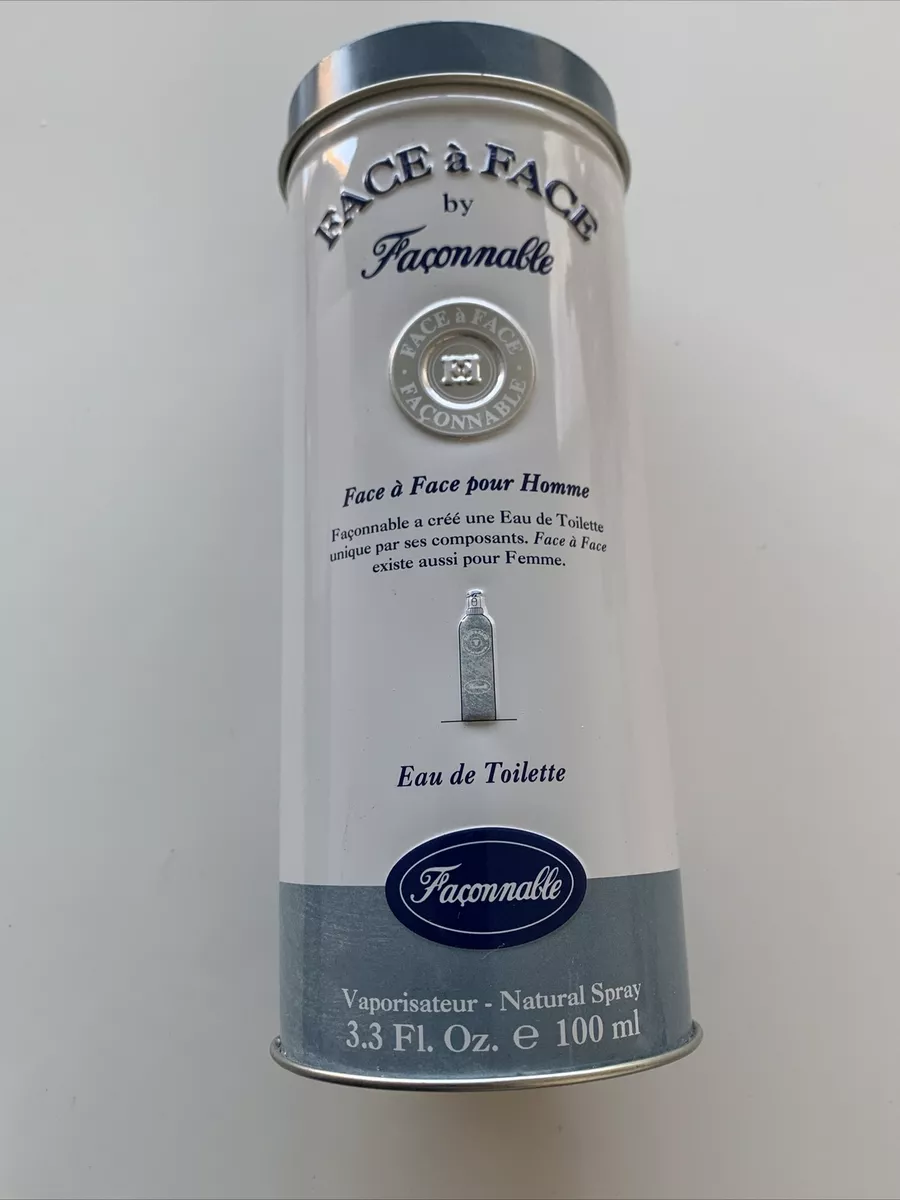 FACE à FACE
by
Façonnable
FACE à FACE
FAÇONNABLE
Face à Face pour Homme
Façonnable a créé une Eau de Toilette
unique par ses composants. Face à Face
existe aussi pour Femme.
Eau de Toilette
Façonnable
Vaporisateur - Natural Spray
3.3 Fl. Oz. ℮ 100 ml